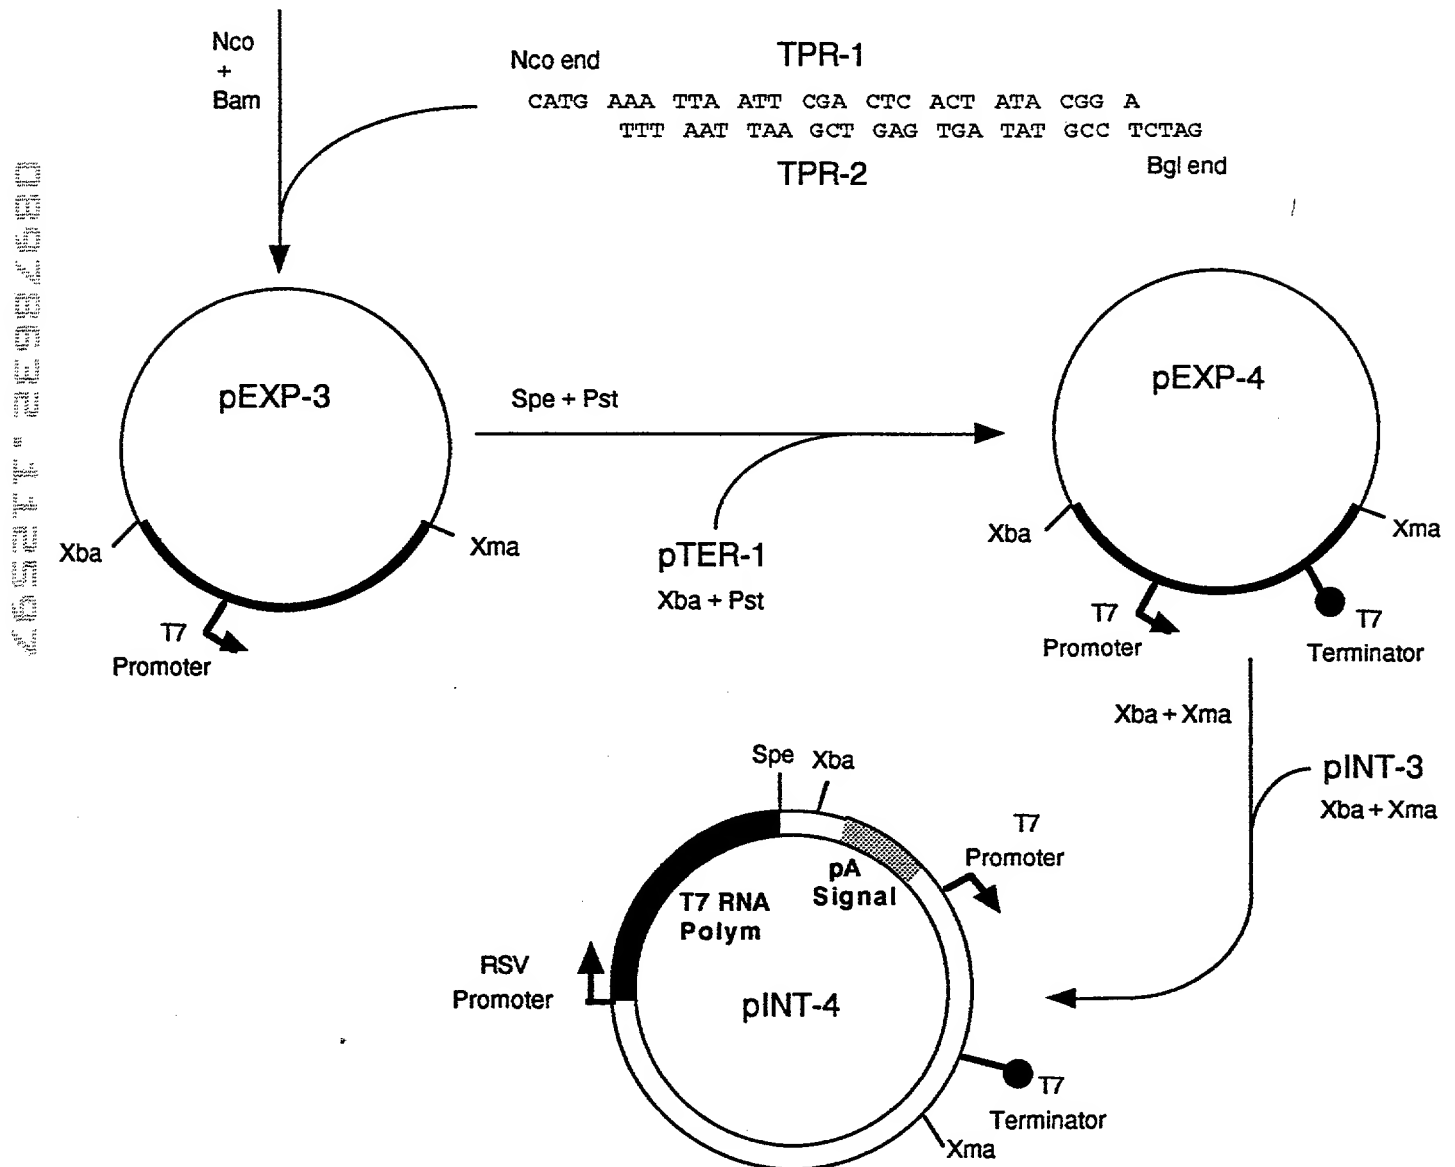 Nco
+
Bam
Nco end
TPR-1
CATG AAA TTA ATT CGA CTC ACT ATA CGG A
TTT AAT TAA GCT GAG TGA TAT GCC TCTAG
TPR-2
Bgl end
pEXP-3
Xba
Xma
T7
Promoter
Spe + Pst
pTER-1
Xba + Pst
pEXP-4
Xba
Xma
T7
Promoter
T7
Terminator
Xba + Xma
pINT-3
Xba + Xma
Spe
Xba
T7
Promoter
pA
Signal
T7 RNA
Polym
RSV
Promoter
pINT-4
T7
Terminator
Xma